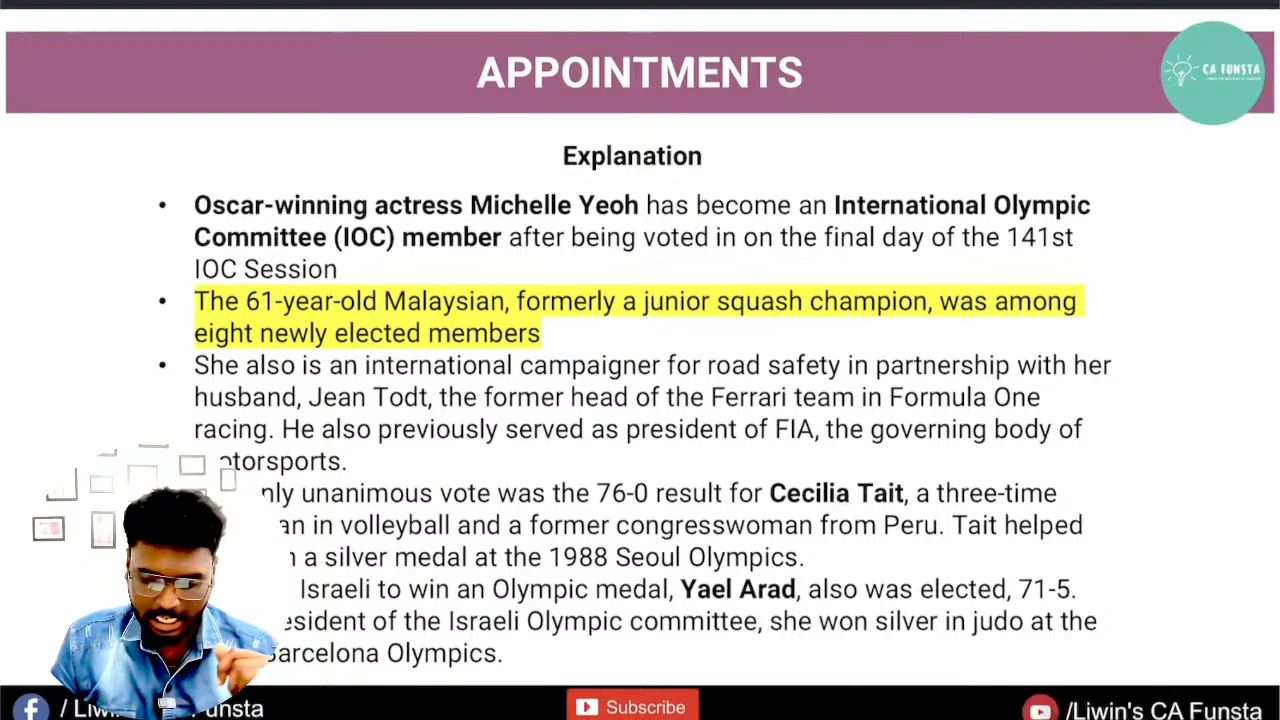 APPOINTMENTS
CA FUNSTA
Explanation
• Oscar-winning actress Michelle Yeoh has become an International Olympic
Committee (IOC) member after being voted in on the final day of the 141st
IOC Session
• The 61-year-old Malaysian, formerly a junior squash champion, was among
eight newly elected members
• She also is an international campaigner for road safety in partnership with her
husband, Jean Todt, the former head of the Ferrari team in Formula One
racing. He also previously served as president of FIA, the governing body of
otorsports.
nly unanimous vote was the 76-0 result for Cecilia Tait, a three-time
an in volleyball and a former congresswoman from Peru. Tait helped
a silver medal at the 1988 Seoul Olympics.
Israeli to win an Olympic medal, Yael Arad, also was elected, 71-5.
esident of the Israeli Olympic committee, she won silver in judo at the
Barcelona Olympics.
Subscribe
/Liwin's CA Funsta